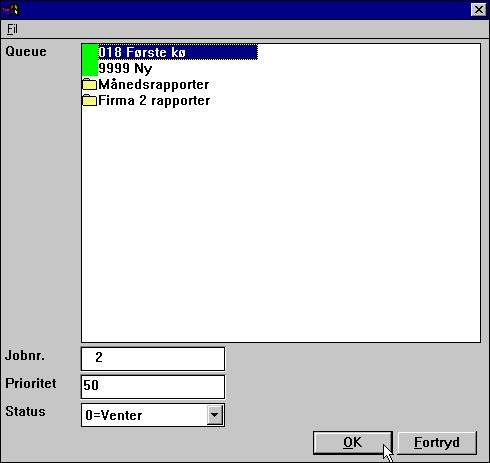 Fil
Queue
018 Første kø
9999 Ny
Månedsrapporter
Firma 2 rapporter
Jobnr. 2
Prioritet 50
Status 0=Venter
OK Fortryd